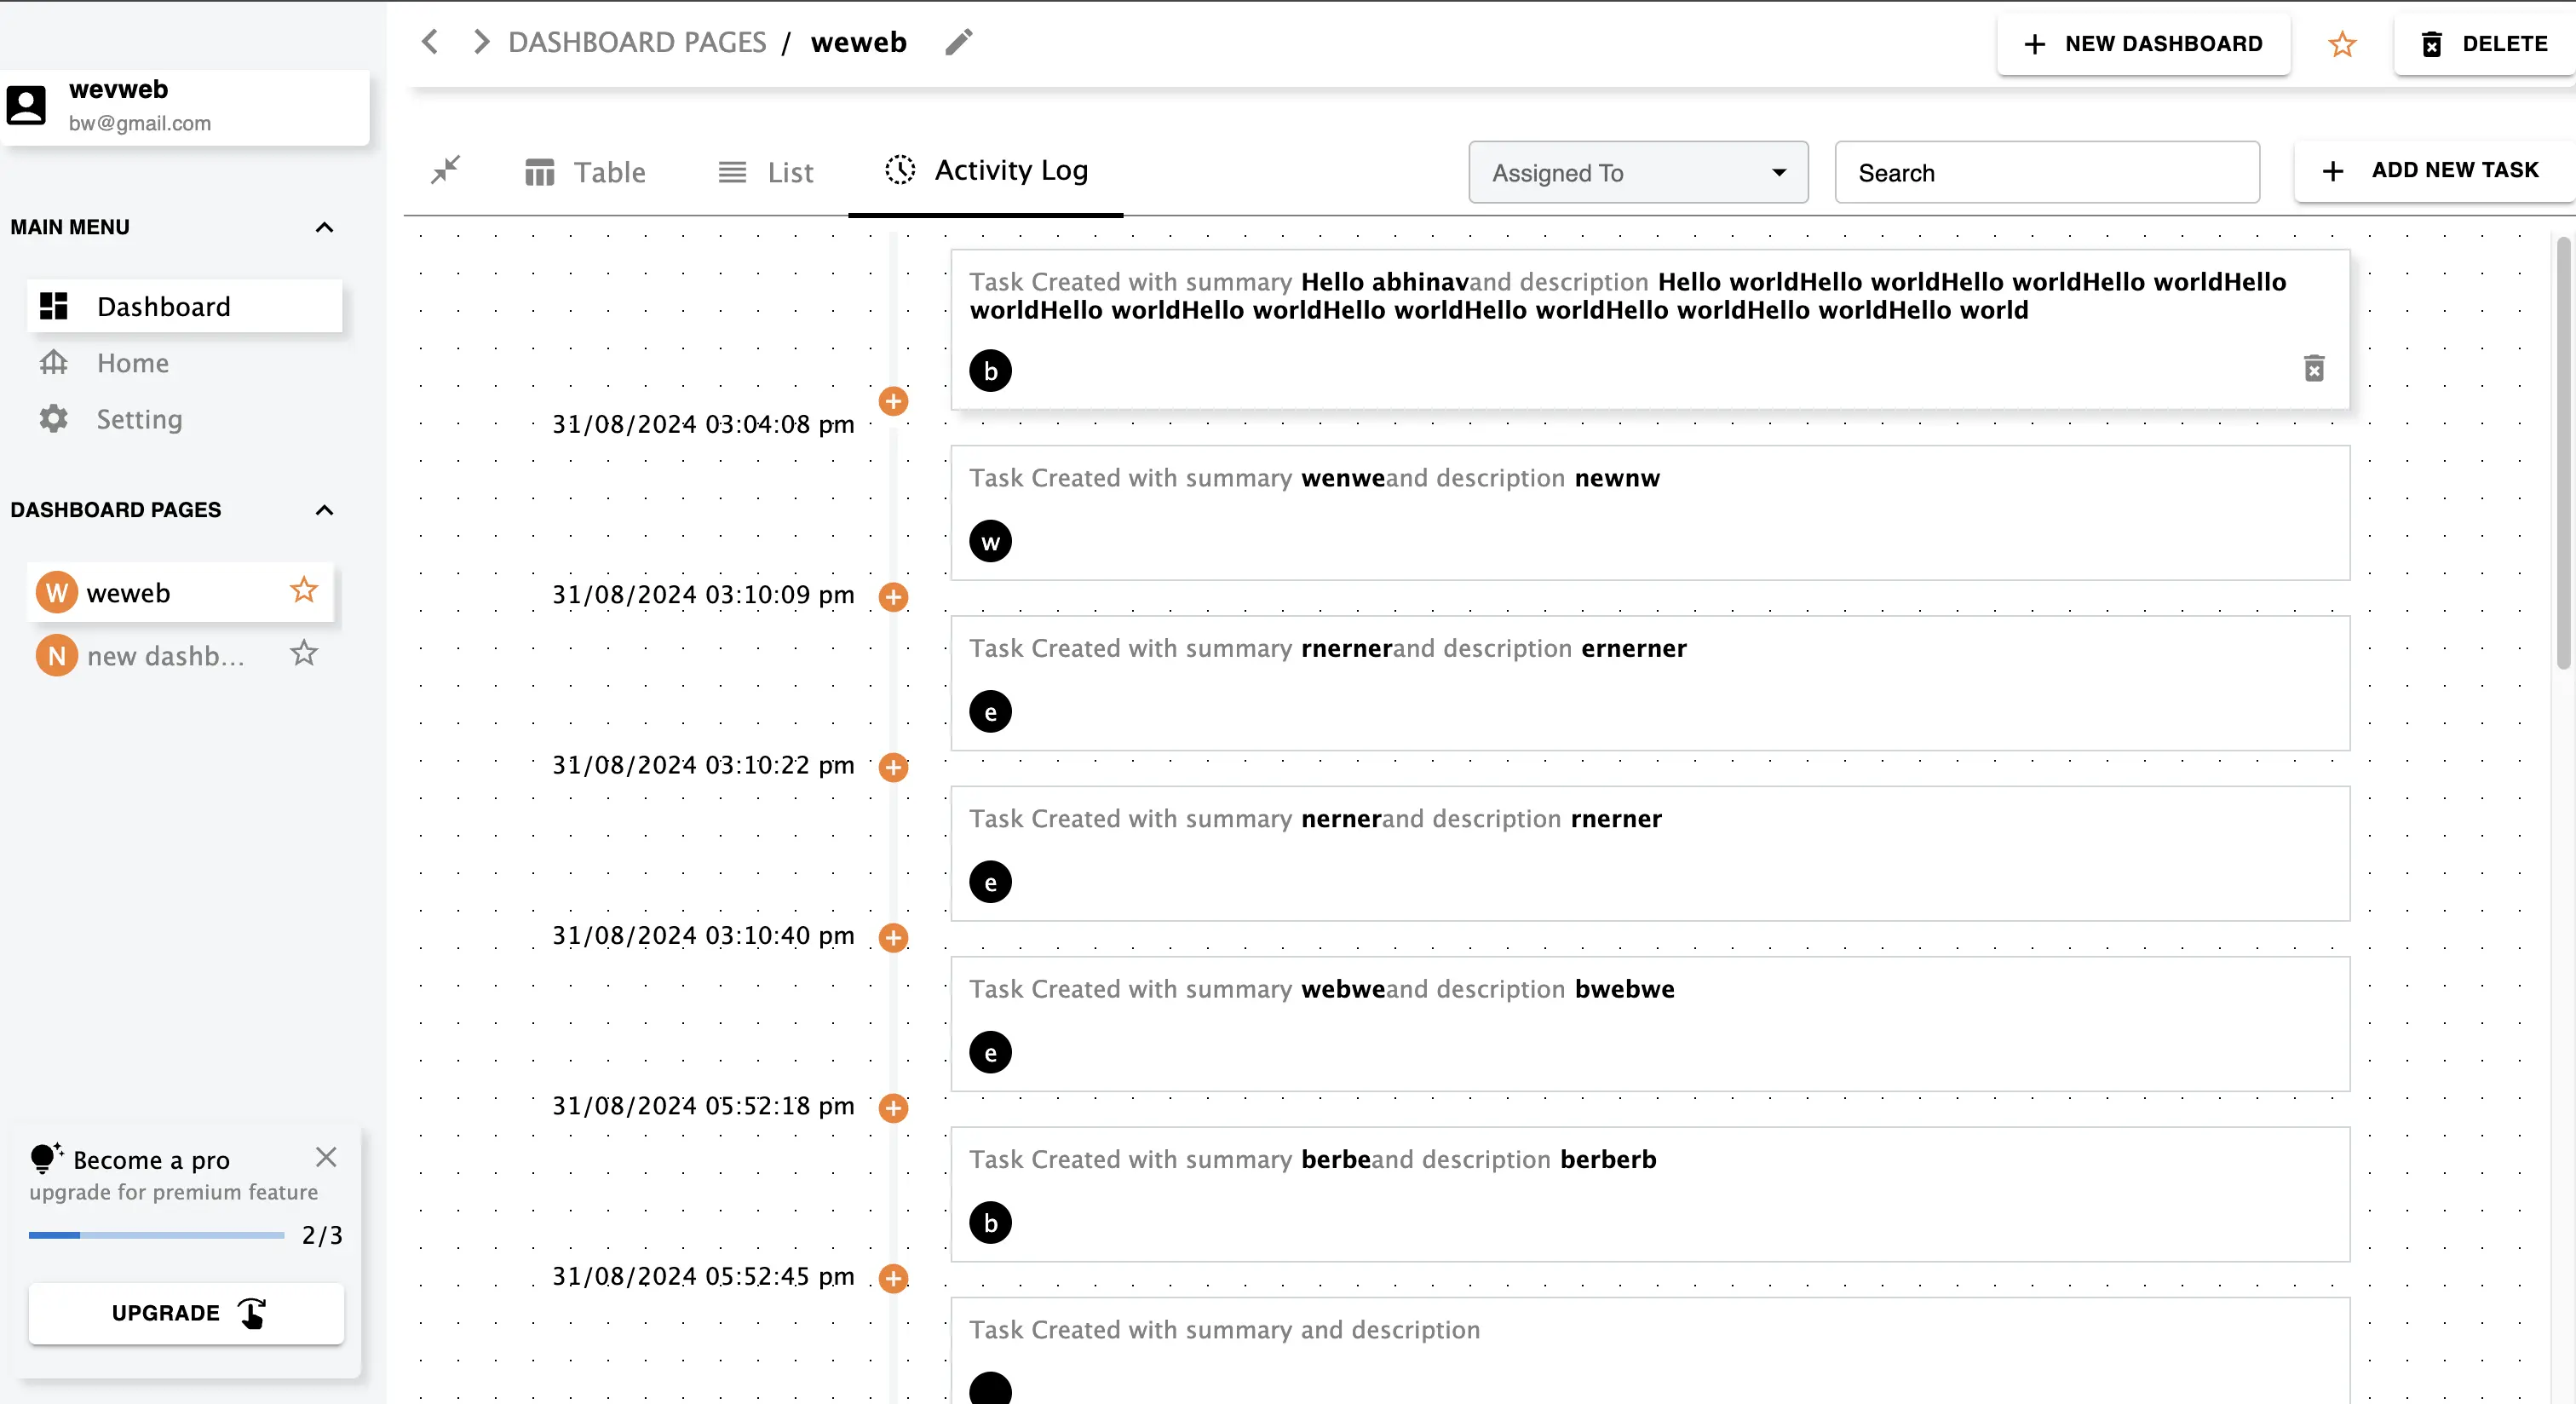 wevweb
bw@gmail.com
MAIN MENU
Dashboard
Home
Setting
DASHBOARD PAGES
W weweb
N new dashb...
Become a pro
upgrade for premium feature
2/3
UPGRADE
DASHBOARD PAGES / weweb
NEW DASHBOARD
DELETE
Table
List
Activity Log
Assigned To
Search
ADD NEW TASK
Task Created with summary Hello abhinavand description Hello worldHello worldHello worldHello worldHello
worldHello worldHello worldHello worldHello worldHello worldHello worldHello world
b
31/08/2024 03:04:08 pm
Task Created with summary wenweand description newnw
w
31/08/2024 03:10:09 pm
Task Created with summary rnernerand description ernerner
e
31/08/2024 03:10:22 pm
Task Created with summary nernerand description rnerner
e
31/08/2024 03:10:40 pm
Task Created with summary webweand description bwebwe
e
31/08/2024 05:52:18 pm
Task Created with summary berbeand description berberb
b
31/08/2024 05:52:45 pm
Task Created with summary and description